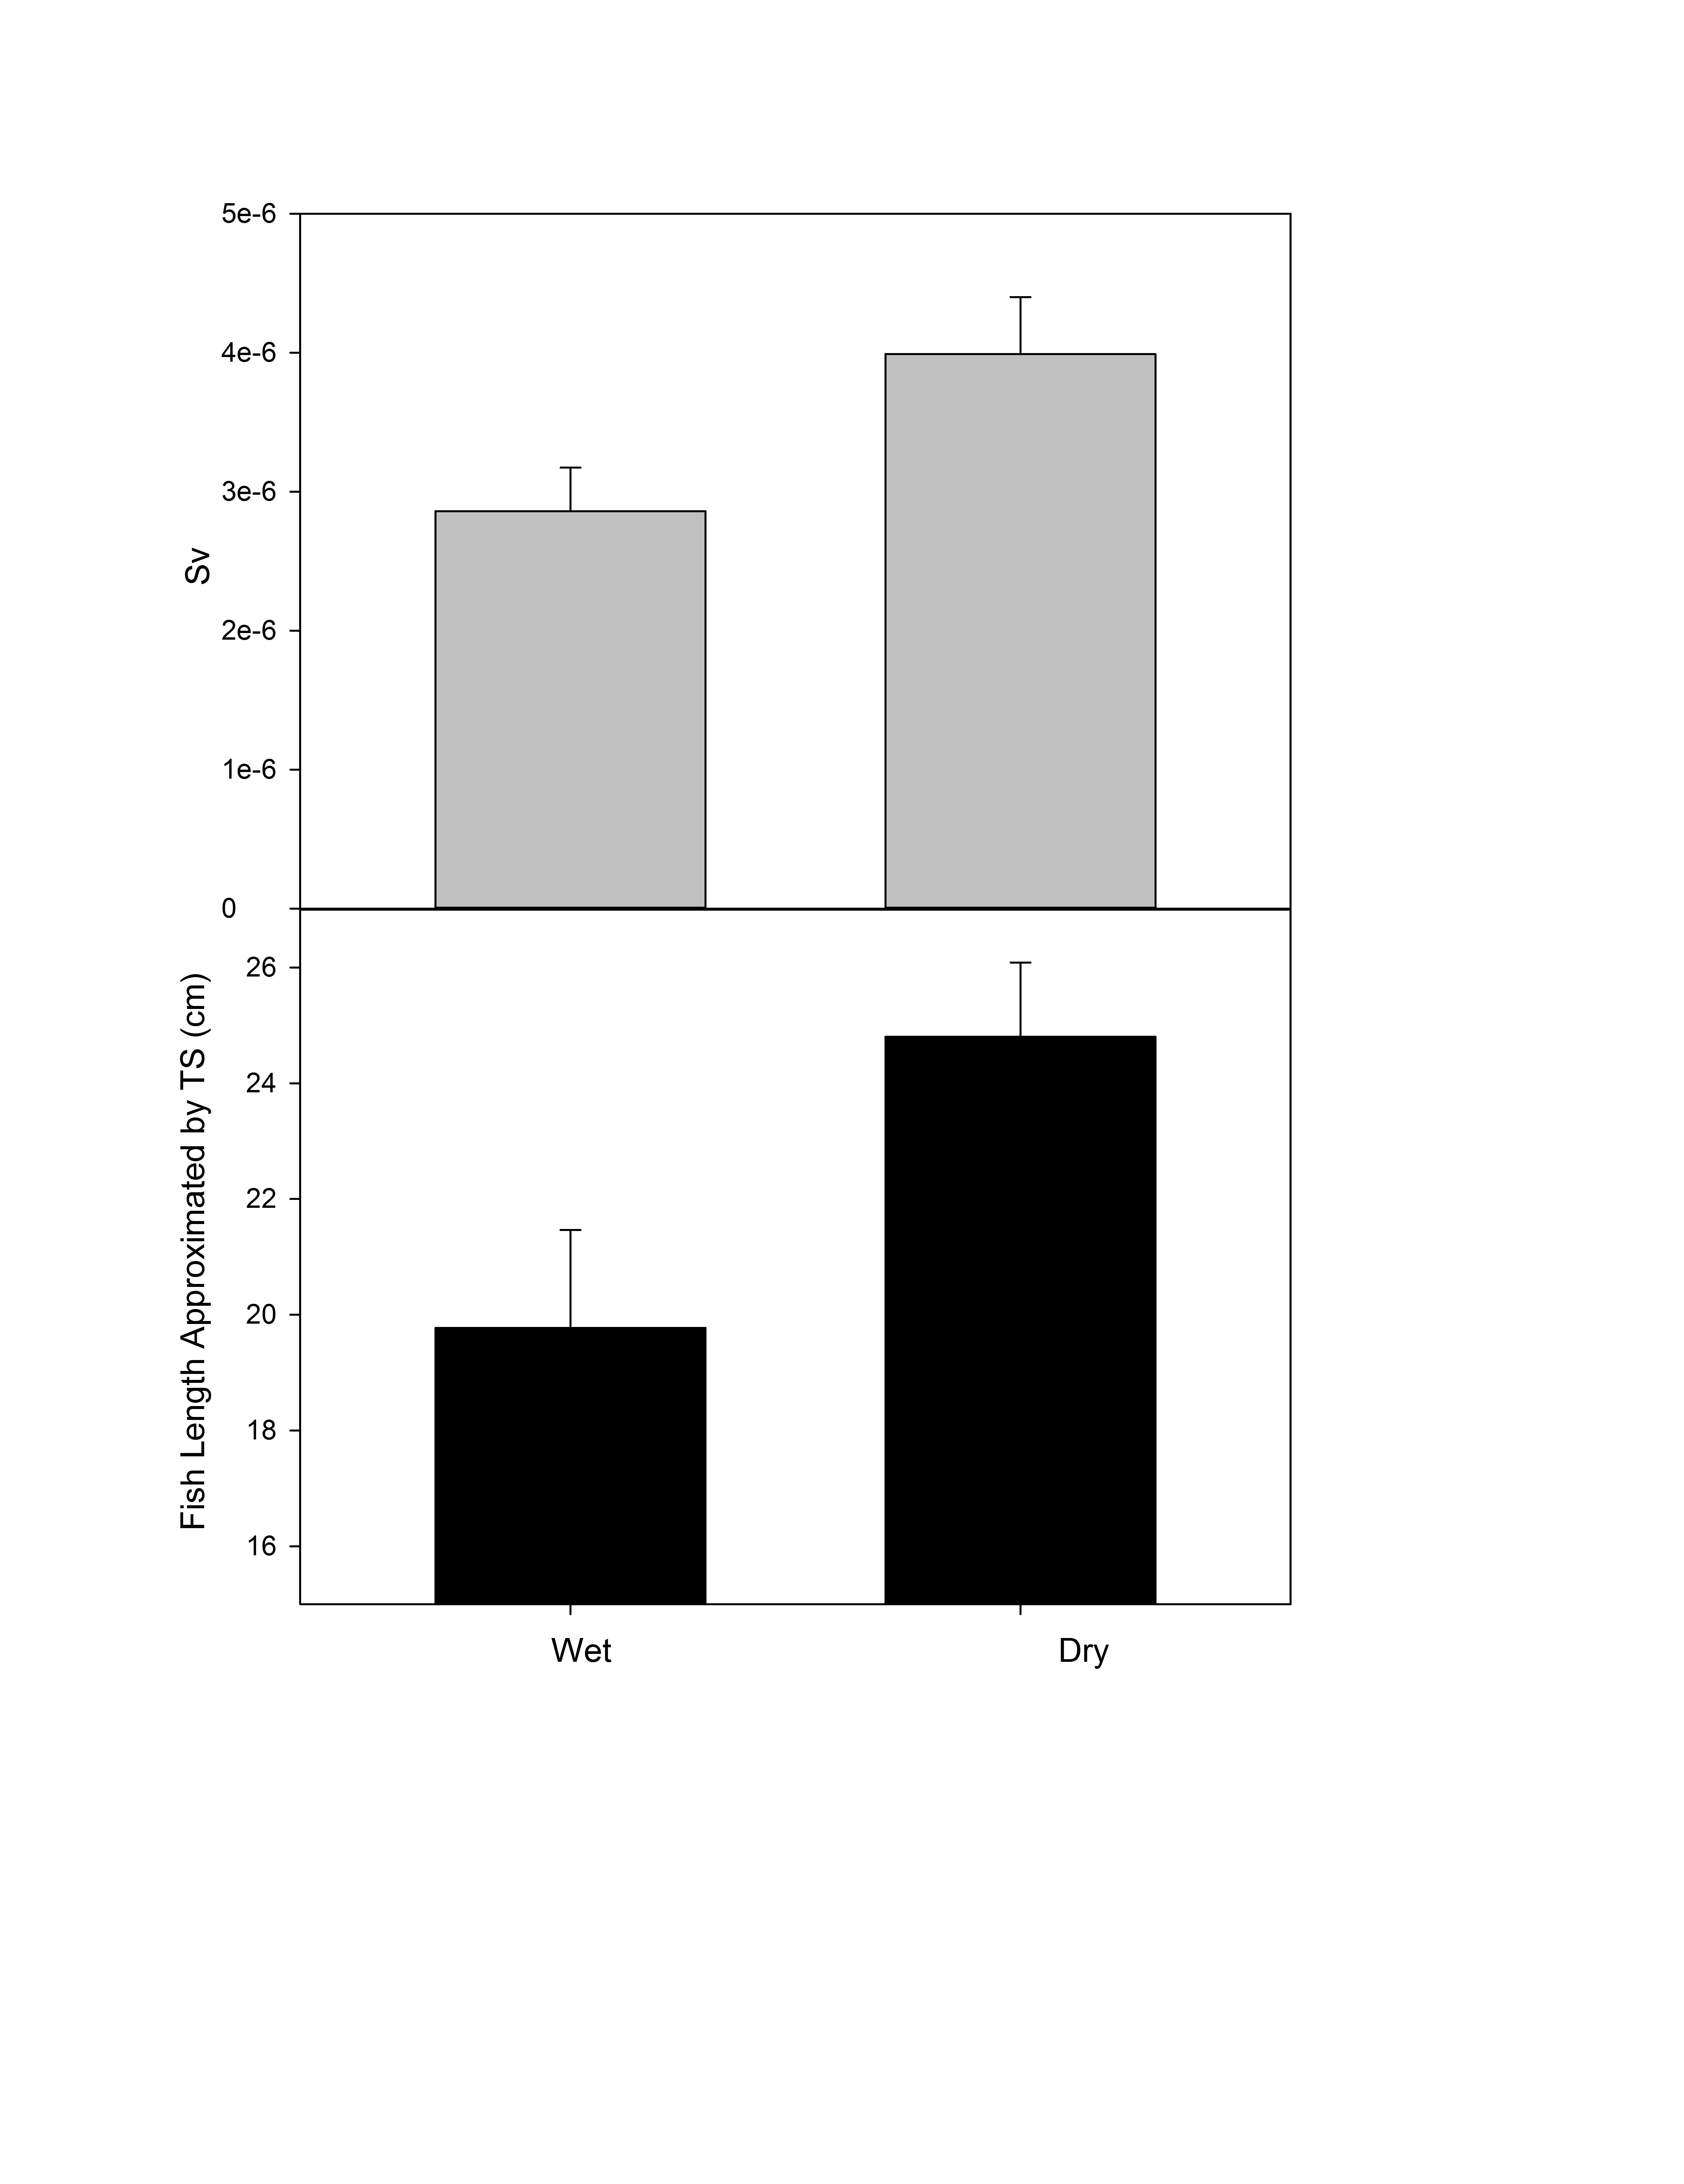 5e-6
4e-6
3e-6
2e-6
1e-6
0
Sv
26
24
22
20
18
16
Fish Length Approximated by TS (cm)
Wet Dry